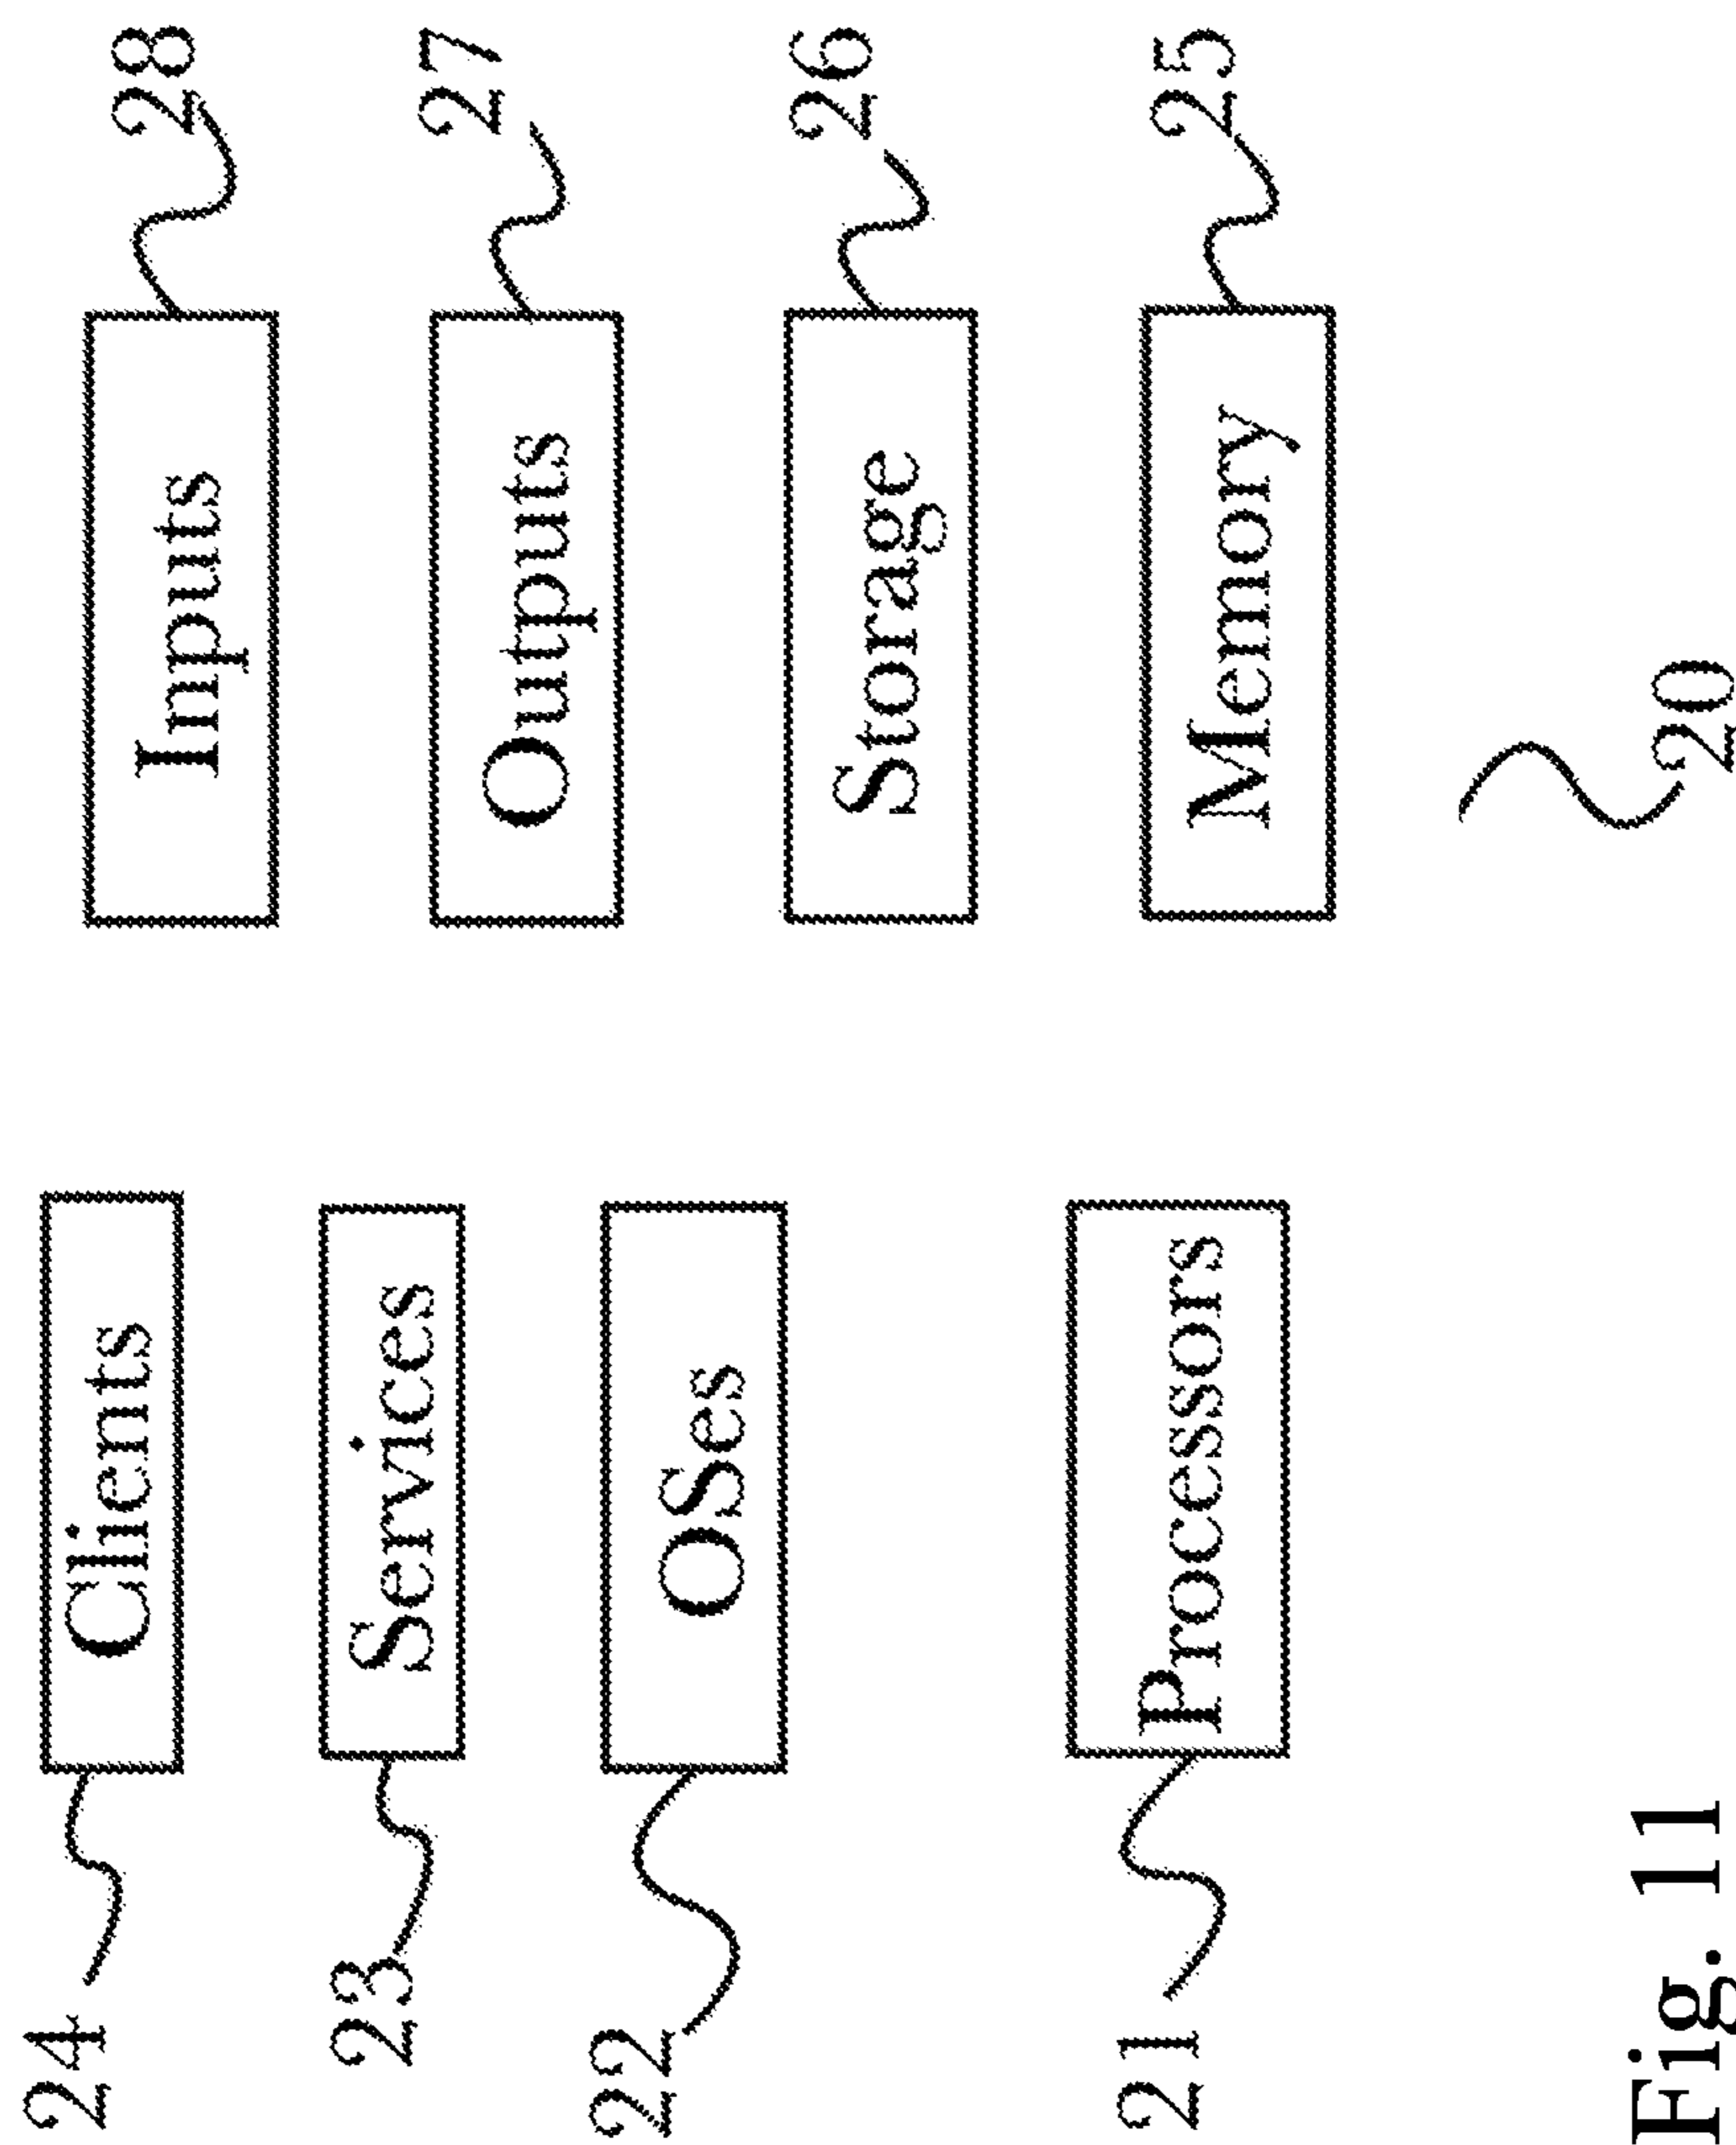 24
Clients
Inputs
28
23
Services
Outputs
27
22
OSes
Storage
26
21
Processors
Memory
25
20
Fig. 11